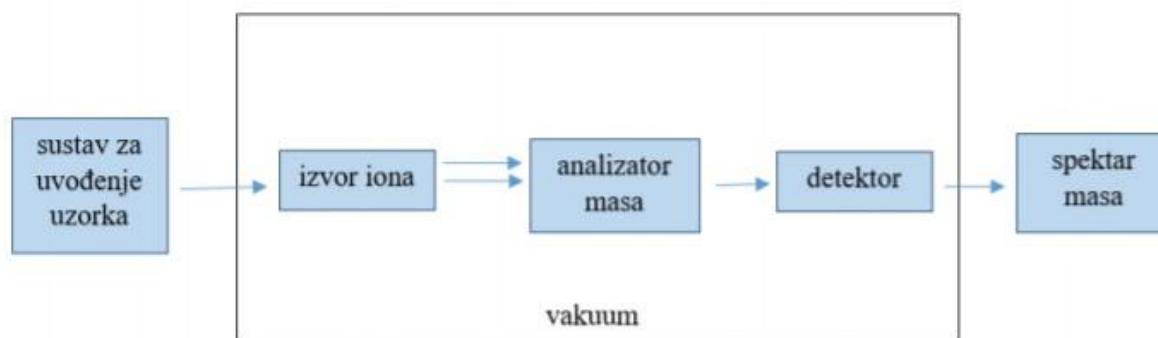 sustav za
uvođenje
uzorka
izvor iona
analizator
masa
detektor
spektar
masa
vakuum